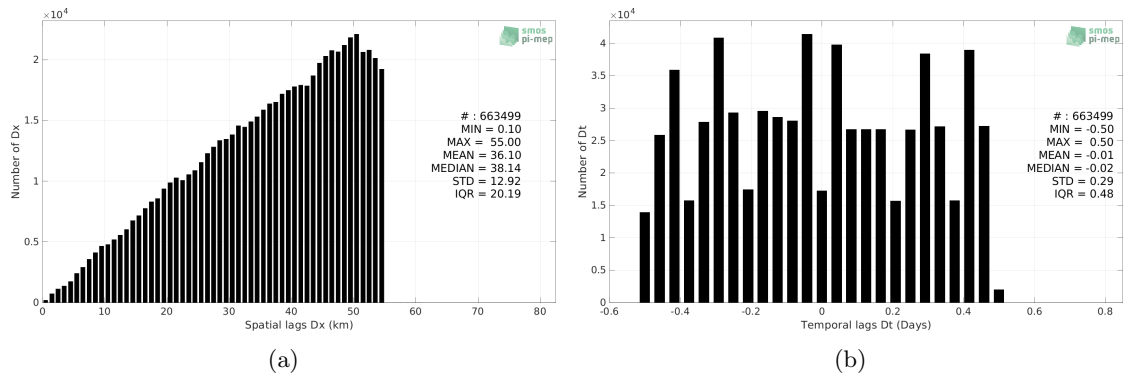 ×10⁴
smos
pi-mep
2
1.5
1
0.5
0
Number of Dx
# : 663499
MIN = 0.10
MAX = 55.00
MEAN = 36.10
MEDIAN = 38.14
STD = 12.92
IQR = 20.19
0 10 20 30 40 50 60 70 80
Spatial lags Dx (km)
(a)
×10⁴
smos
pi-mep
4
3.5
3
2.5
2
1.5
1
0.5
0
Number of Dt
# : 663499
MIN = -0.50
MAX = 0.50
MEAN = -0.01
MEDIAN = -0.02
STD = 0.29
IQR = 0.48
-0.6 -0.4 -0.2 0 0.2 0.4 0.6 0.8
Temporal lags Dt (Days)
(b)